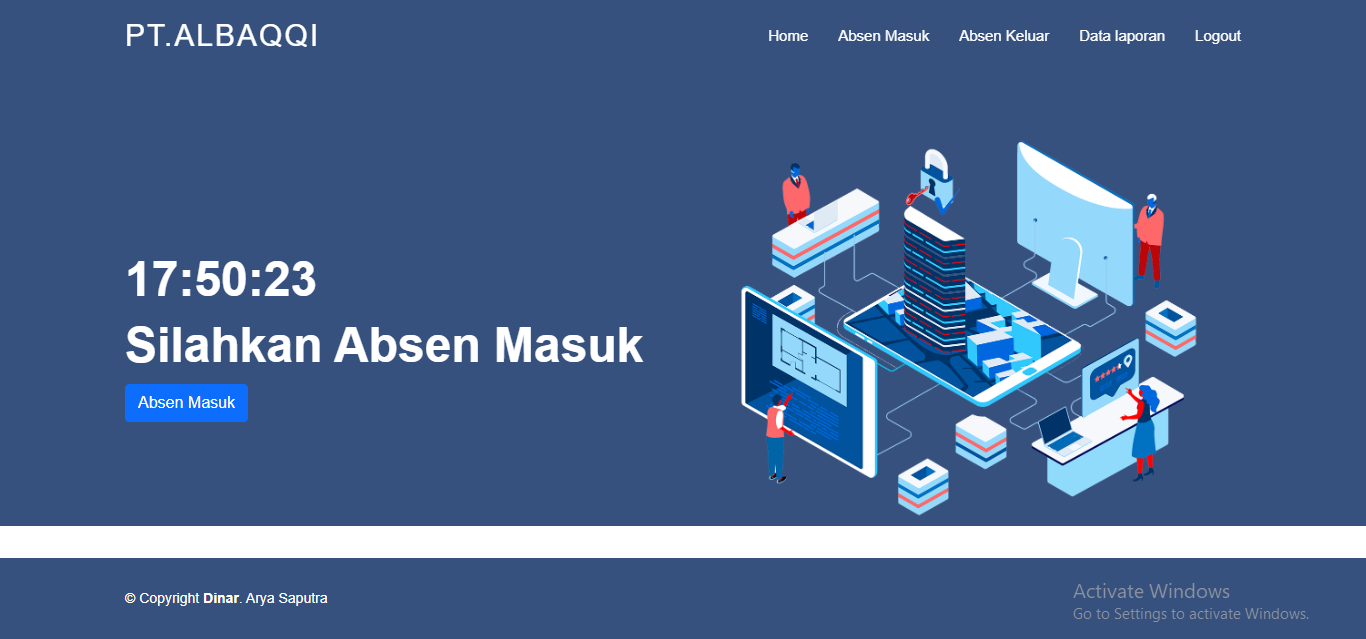 PT.ALBAQQI
Home Absen Masuk Absen Keluar Data laporan Logout
17:50:23
Silahkan Absen Masuk
Absen Masuk
© Copyright Dinar. Arya Saputra
Activate Windows
Go to Settings to activate Windows.